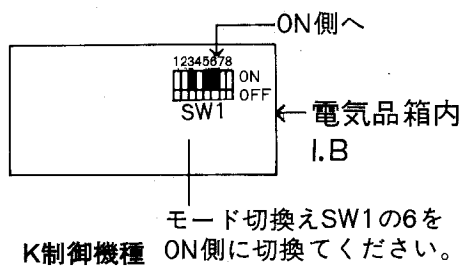 ON側へ
12345678
ON
OFF
SW1
電気品箱内
I.B
モード切換えSW1の6を
K制御機種 ON側に切換てください。